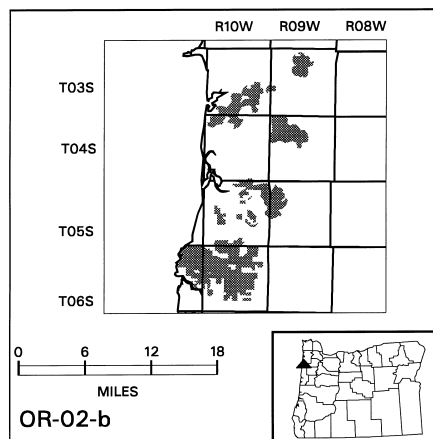 R10W R09W R08W
T03S
T04S
T05S
T06S
0 6 12 18
MILES
OR-02-b